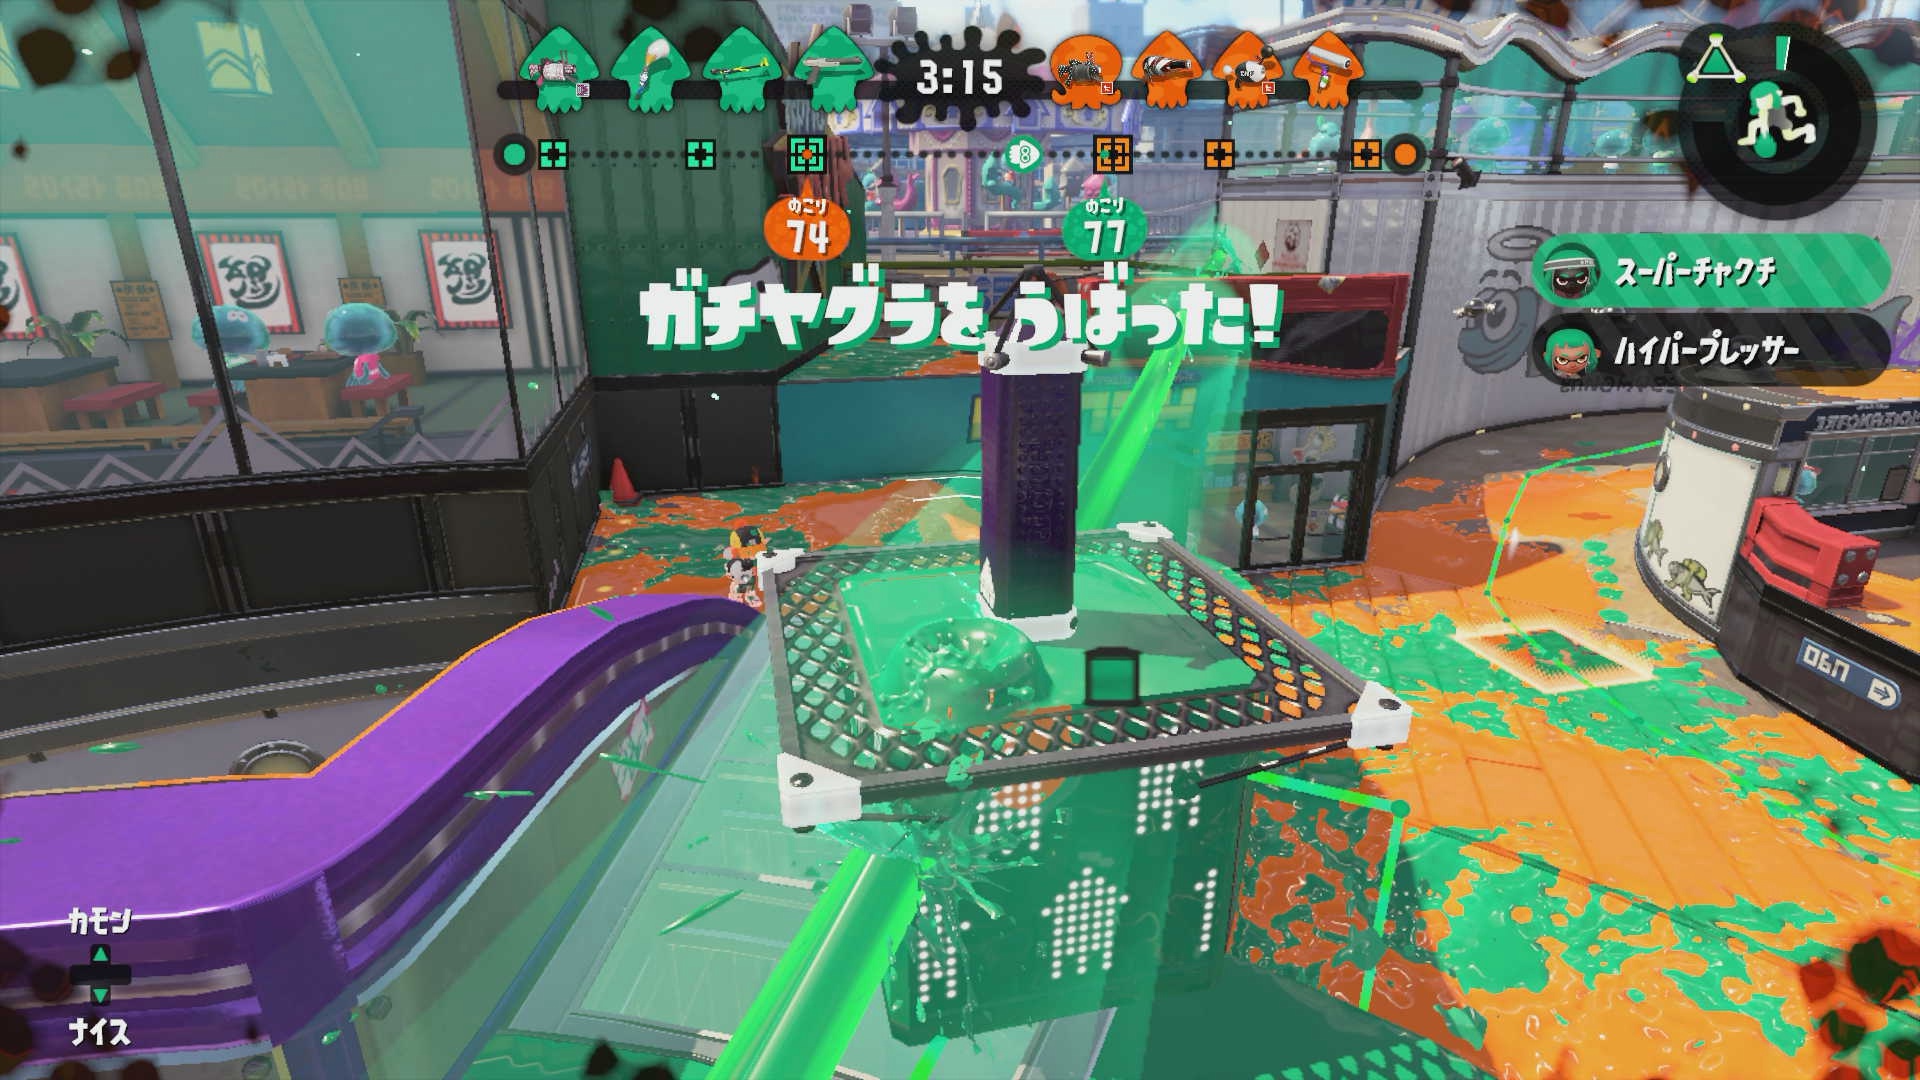 3:15
8
のこり
74
のこり
77
ガチヤグラを うばった!
スーパーチャクチ
ハイパープレッサー
カモン
ナイス